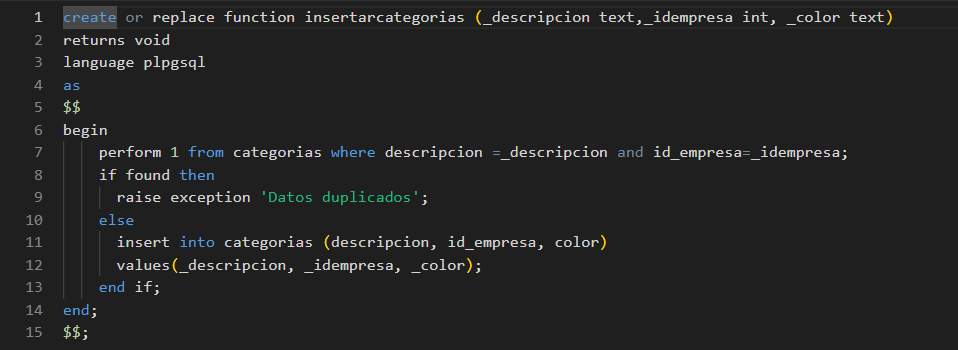 1 create or replace function insertarcategorias (_descripcion text,_idempresa int, _color text)
2 returns void
3 language plpgsql
4 as
5 $$
6 begin
7 perform 1 from categorias where descripcion =_descripcion and id_empresa=_idempresa;
8 if found then
9 raise exception 'Datos duplicados';
10 else
11 insert into categorias (descripcion, id_empresa, color)
12 values(_descripcion, _idempresa, _color);
13 end if;
14 end;
15 $$;